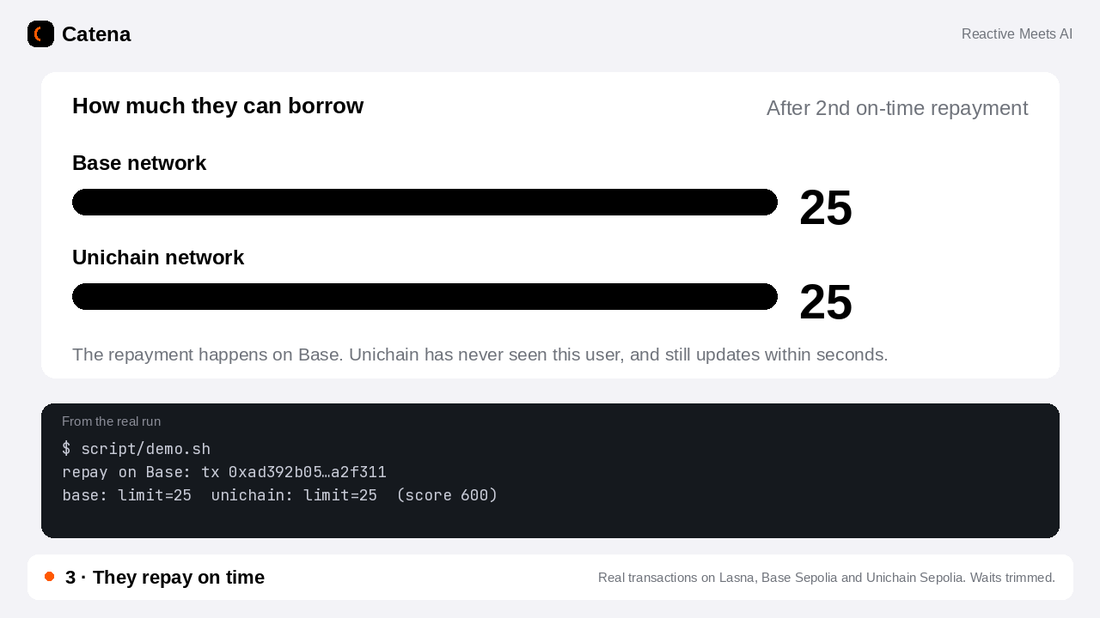 Catena
Reactive Meets AI
How much they can borrow
After 2nd on-time repayment
Base network
25
Unichain network
25
The repayment happens on Base. Unichain has never seen this user, and still updates within seconds.
From the real run
$ script/demo.sh
repay on Base: tx 0xad392b05…a2f311
base: limit=25  unichain: limit=25  (score 600)
3 · They repay on time
Real transactions on Lasna, Base Sepolia and Unichain Sepolia. Waits trimmed.